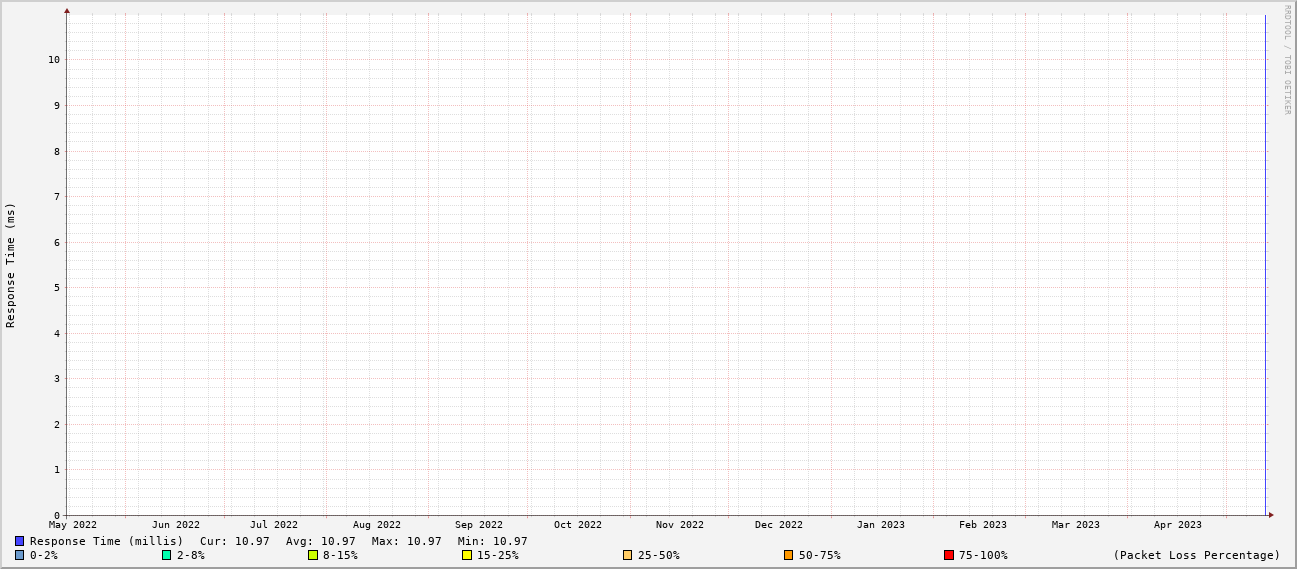 RRDTOOL / TOBI OETIKER
Response Time (ms)
10
9
8
7
6
5
4
3
2
1
0
May 2022 Jun 2022 Jul 2022 Aug 2022 Sep 2022 Oct 2022 Nov 2022 Dec 2022 Jan 2023 Feb 2023 Mar 2023 Apr 2023
Response Time (millis) Cur: 10.97 Avg: 10.97 Max: 10.97 Min: 10.97
0-2% 2-8% 8-15% 15-25% 25-50% 50-75% 75-100% (Packet Loss Percentage)